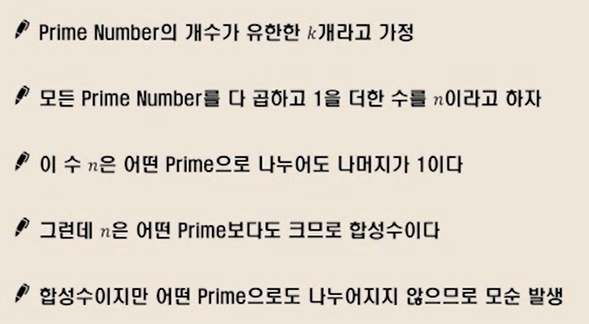 Prime Number의 개수가 유한한 k개라고 가정
모든 Prime Number를 다 곱하고 1을 더한 수를 n이라고 하자
이 수 n은 어떤 Prime으로 나누어도 나머지가 1이다
그런데 n은 어떤 Prime보다도 크므로 합성수이다
합성수이지만 어떤 Prime으로도 나누어지지 않으므로 모순 발생